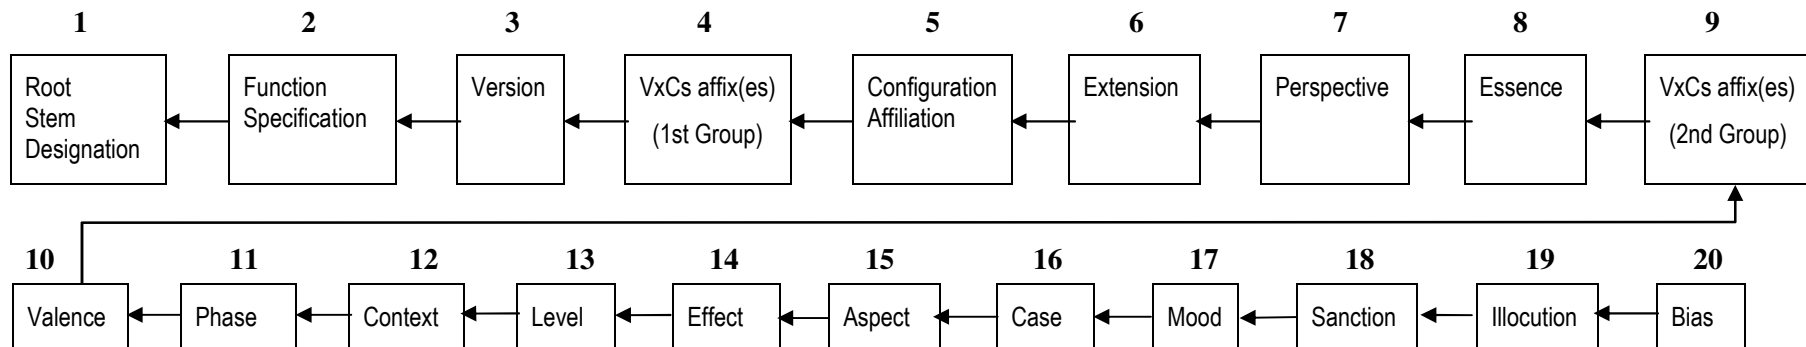 1 2 3 4 5 6 7 8 9
Root
Stem
Designation
Function
Specification
Version
VxCs affix(es)
(1st Group)
Configuration
Affiliation
Extension
Perspective
Essence
VxCs affix(es)
(2nd Group)
10 11 12 13 14 15 16 17 18 19 20
Valence
Phase
Context
Level
Effect
Aspect
Case
Mood
Sanction
Illocution
Bias